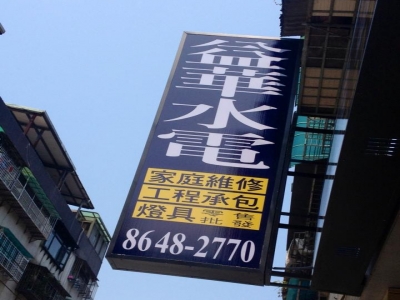 益華水電
家庭維修
工程承包
燈具零售批發
8648-2770